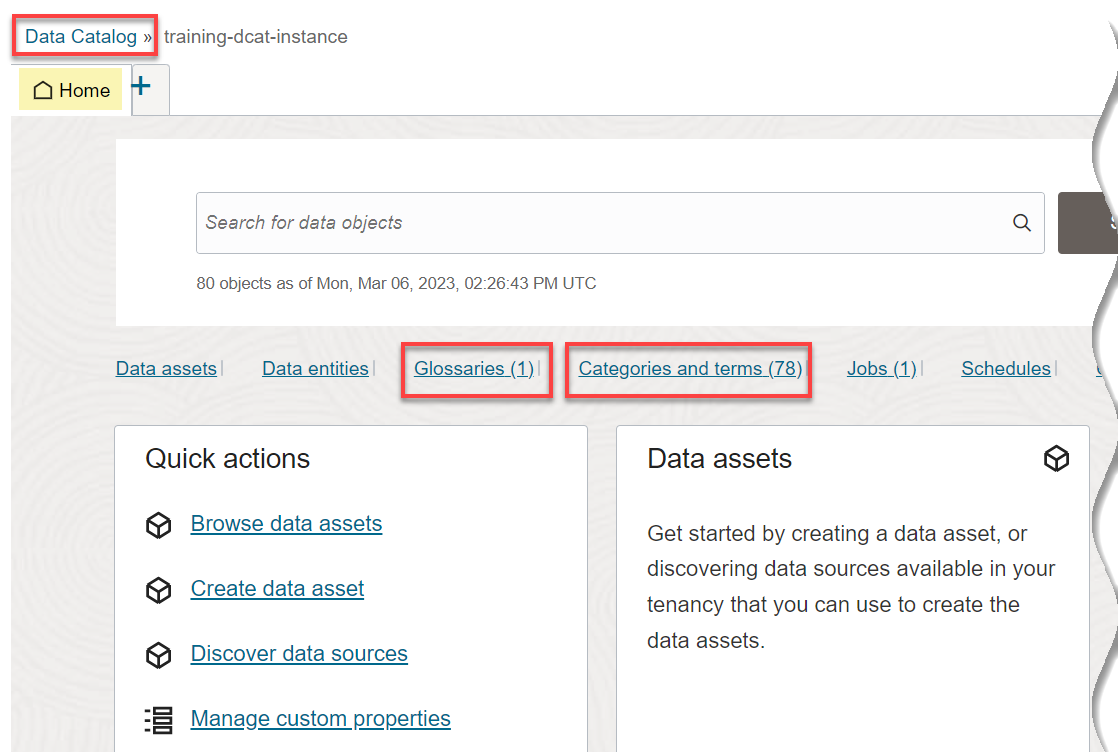 Data Catalog » training-dcat-instance
Home +
Search for data objects
80 objects as of Mon, Mar 06, 2023, 02:26:43 PM UTC
Data assets | Data entities | Glossaries (1) | Categories and terms (78) | Jobs (1) | Schedules |
Quick actions
Browse data assets
Create data asset
Discover data sources
Manage custom properties
Data assets
Get started by creating a data asset, or
discovering data sources available in your
tenancy that you can use to create the
data assets.